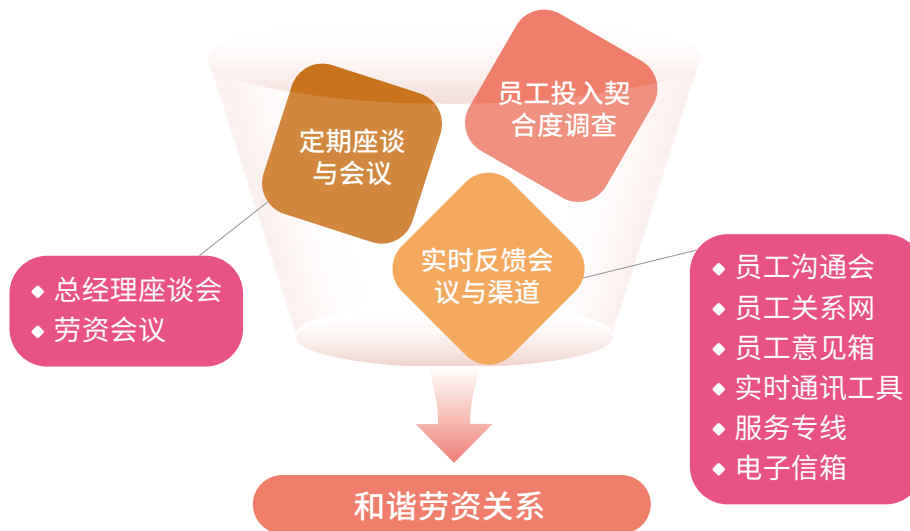 员工投入契
合度调查
定期座谈
与会议
实时反馈会
议与渠道
总经理座谈会
劳资会议
员工沟通会
员工关系网
员工意见箱
实时通讯工具
服务专线
电子信箱
和谐劳资关系